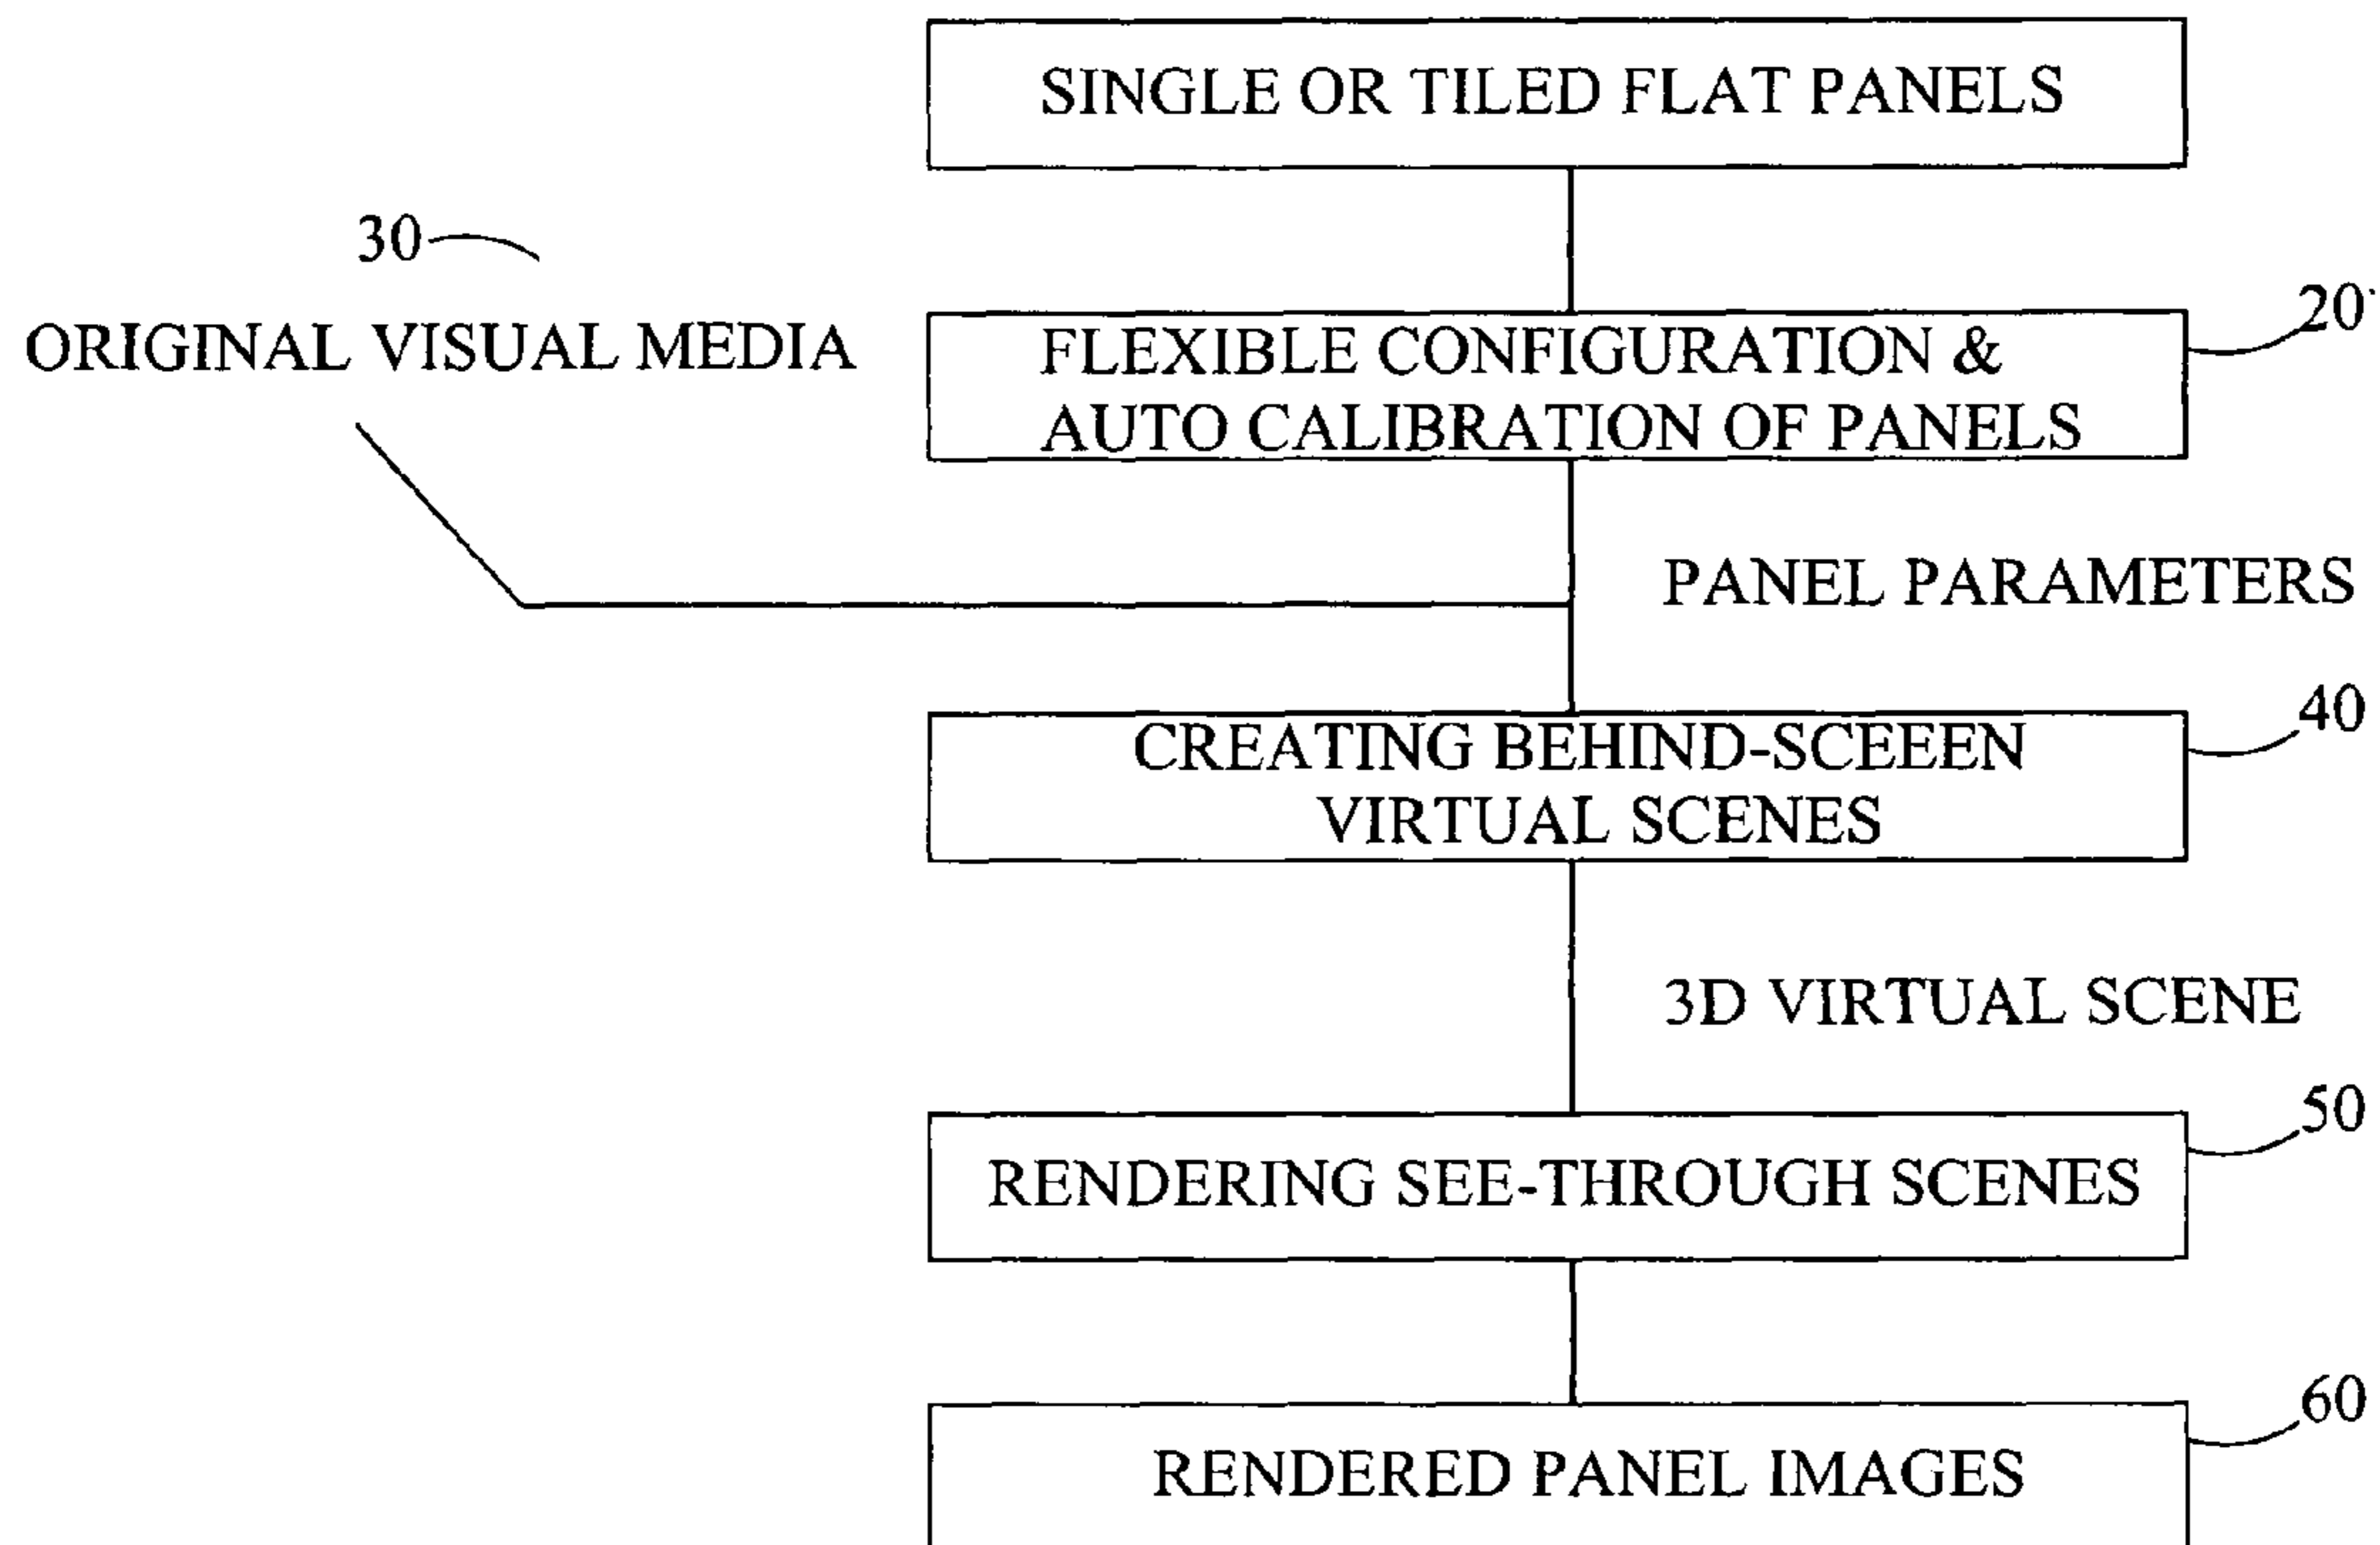 SINGLE OR TILED FLAT PANELS
30
20
ORIGINAL VISUAL MEDIA
FLEXIBLE CONFIGURATION &
AUTO CALIBRATION OF PANELS
PANEL PARAMETERS
40
CREATING BEHIND-SCEEEN
VIRTUAL SCENES
3D VIRTUAL SCENE
50
RENDERING SEE-THROUGH SCENES
60
RENDERED PANEL IMAGES